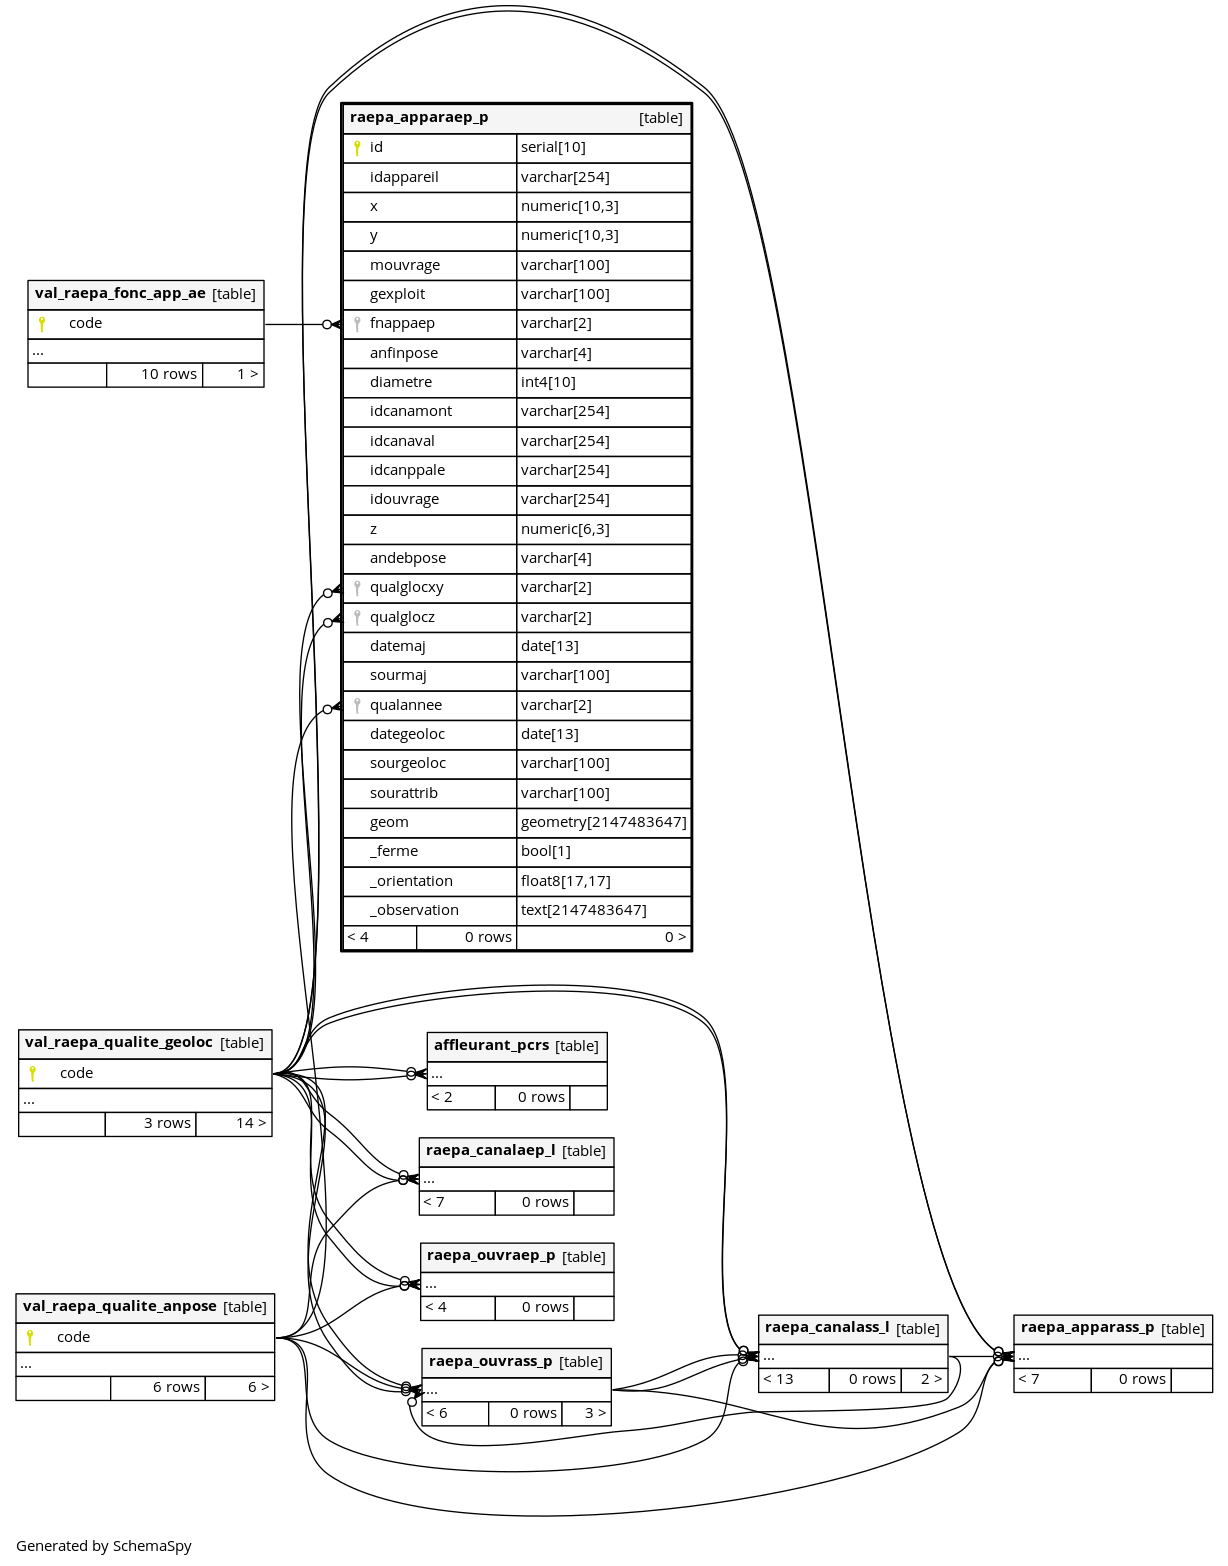 raepa_apparaep_p [table]
id serial[10]
idappareil varchar[254]
x numeric[10,3]
y numeric[10,3]
mouvrage varchar[100]
gexploit varchar[100]
fnappaep varchar[2]
anfinpose varchar[4]
diametre int4[10]
idcanamont varchar[254]
idcanaval varchar[254]
idcanppale varchar[254]
idouvrage varchar[254]
z numeric[6,3]
andebpose varchar[4]
qualglocxy varchar[2]
qualglocz varchar[2]
datemaj date[13]
sourmaj varchar[100]
qualannee varchar[2]
dategeoloc date[13]
sourgeoloc varchar[100]
sourattrib varchar[100]
geom geometry[2147483647]
_ferme bool[1]
_orientation float8[17,17]
_observation text[2147483647]
< 4 0 rows 0 >
val_raepa_fonc_app_ae [table]
code
...
10 rows 1 >
val_raepa_qualite_geoloc [table]
code
...
3 rows 14 >
affleurant_pcrs [table]
...
< 2 0 rows
raepa_canalaep_l [table]
...
< 7 0 rows
raepa_ouvraep_p [table]
...
< 4 0 rows
val_raepa_qualite_anpose [table]
code
...
6 rows 6 >
raepa_ouvrass_p [table]
...
< 6 0 rows 3 >
raepa_canalass_l [table]
...
< 13 0 rows 2 >
raepa_apparass_p [table]
...
< 7 0 rows
Generated by SchemaSpy